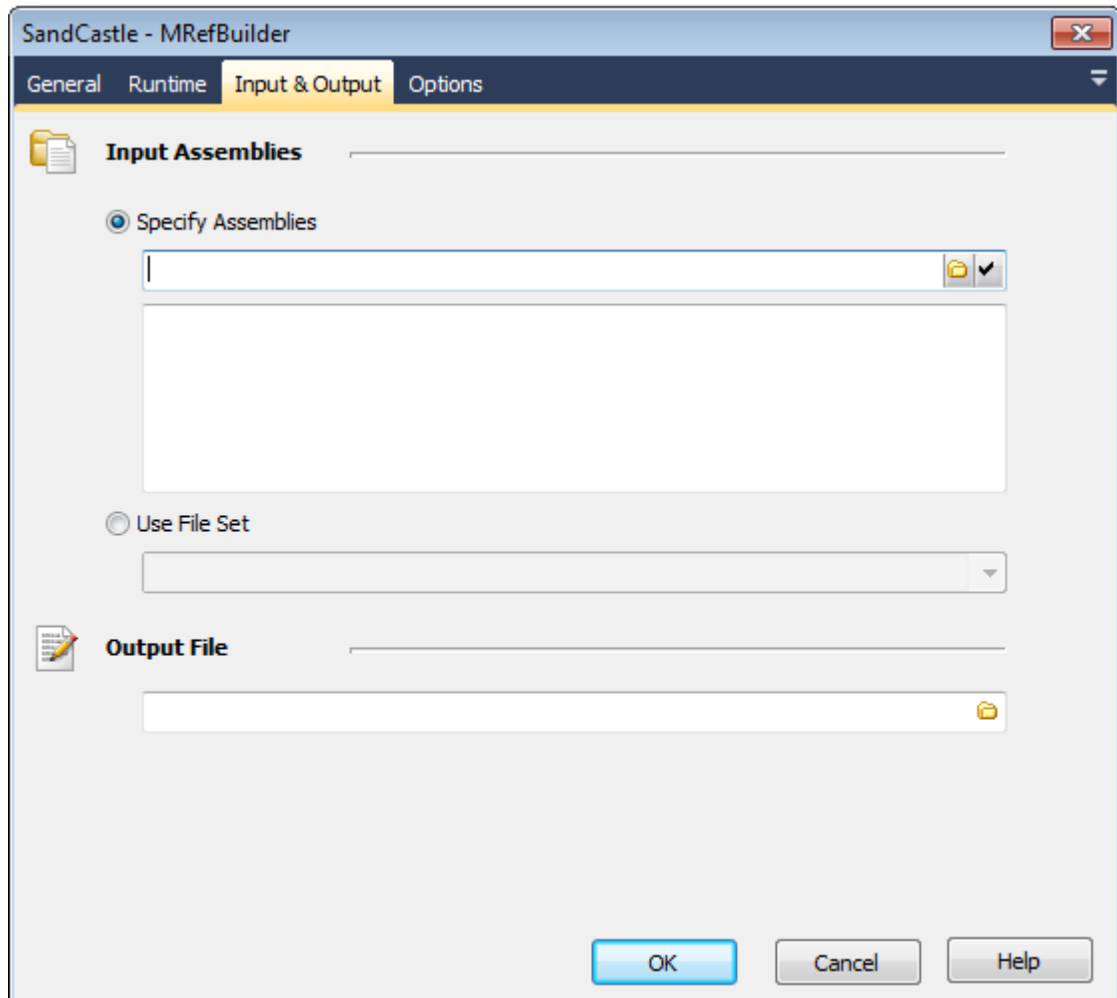 SandCastle - MRefBuilder
General Runtime Input & Output Options
Input Assemblies
Specify Assemblies
Use File Set
Output File
OK Cancel Help